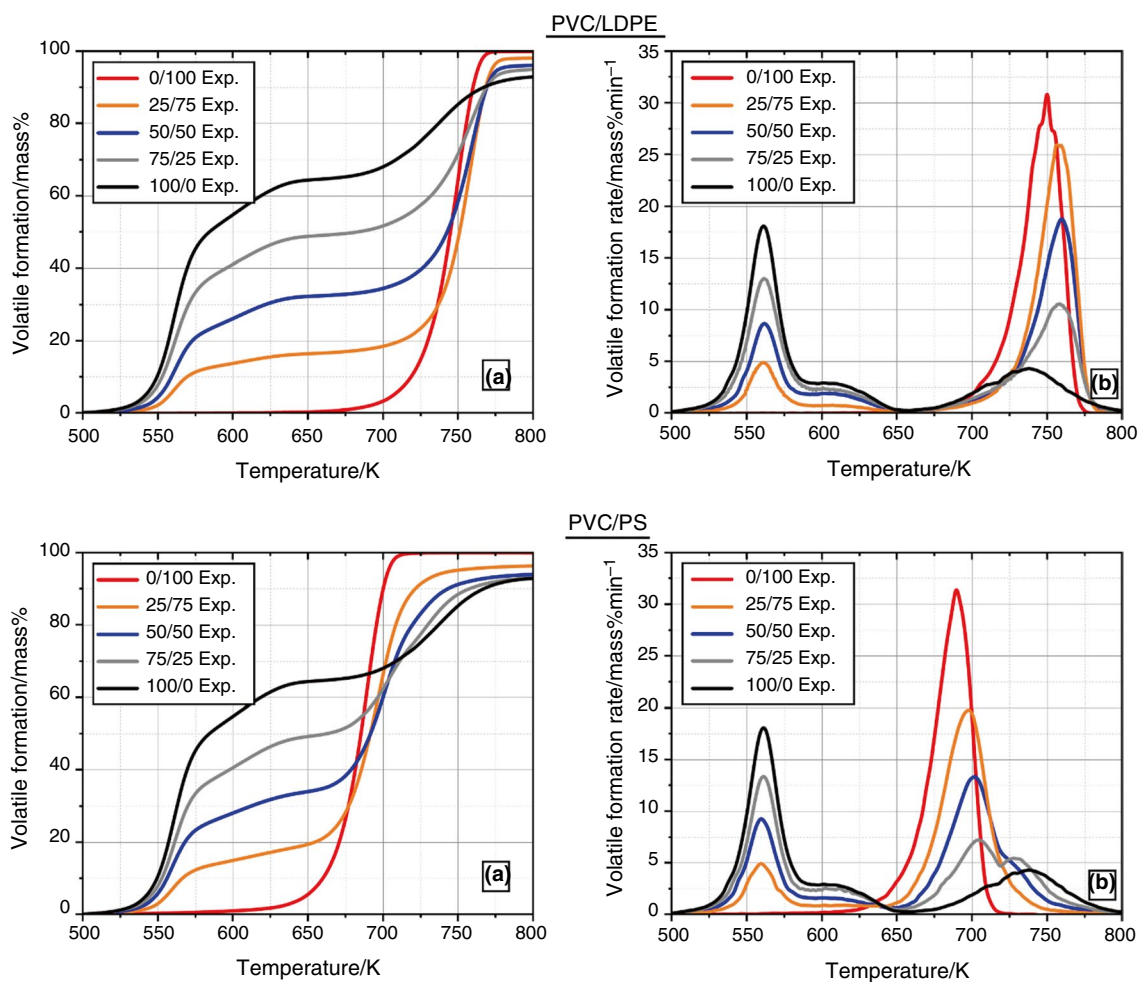 PVC/LDPE
Volatile formation/mass%
100
80
60
40
20
0
0/100 Exp.
25/75 Exp.
50/50 Exp.
75/25 Exp.
100/0 Exp.
(a)
500 550 600 650 700 750 800
Temperature/K
Volatile formation rate/mass%min⁻¹
35
30
25
20
15
10
5
0
0/100 Exp.
25/75 Exp.
50/50 Exp.
75/25 Exp.
100/0 Exp.
(b)
500 550 600 650 700 750 800
Temperature/K
PVC/PS
Volatile formation/mass%
100
80
60
40
20
0
0/100 Exp.
25/75 Exp.
50/50 Exp.
75/25 Exp.
100/0 Exp.
(a)
500 550 600 650 700 750 800
Temperature/K
Volatile formation rate/mass%min⁻¹
35
30
25
20
15
10
5
0
0/100 Exp.
25/75 Exp.
50/50 Exp.
75/25 Exp.
100/0 Exp.
(b)
500 550 600 650 700 750 800
Temperature/K